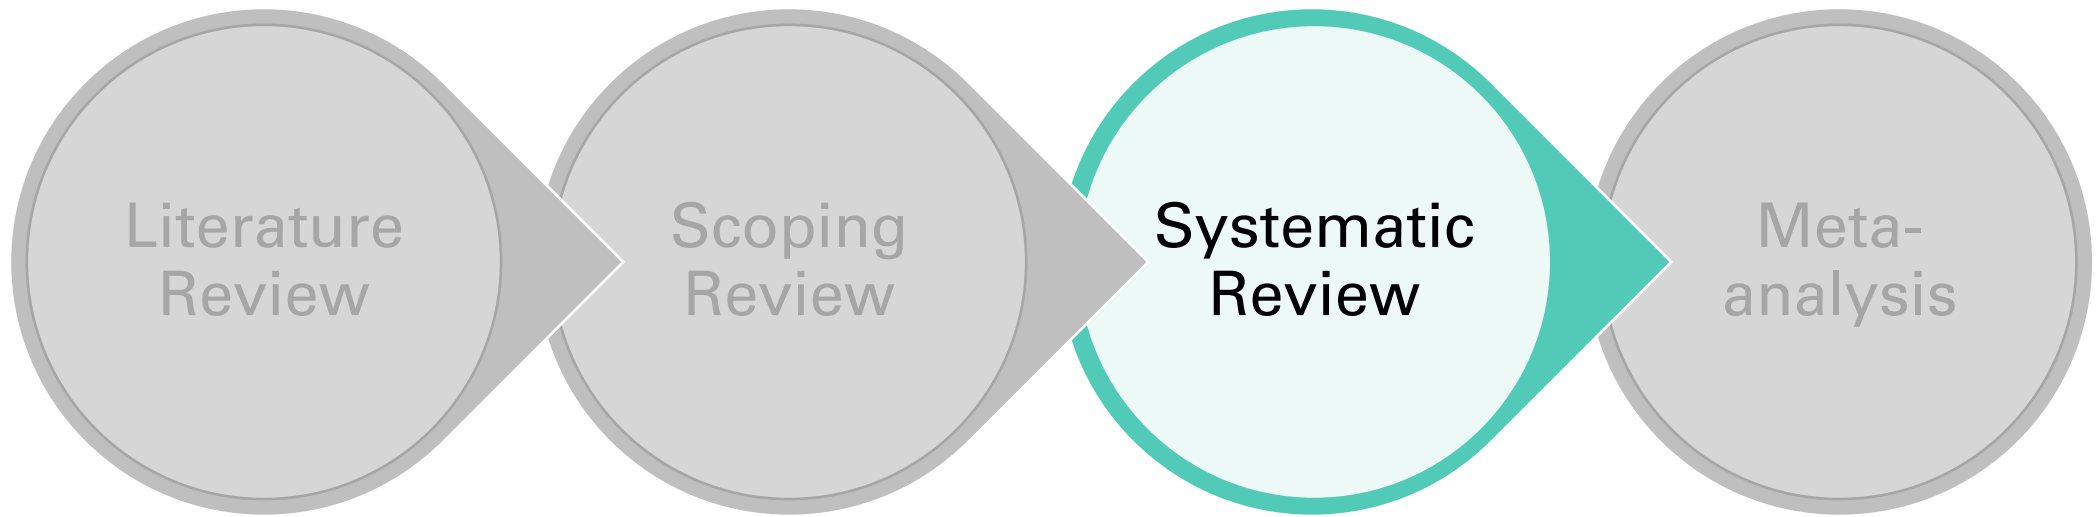 Literature
Review
Scoping
Review
Systematic
Review
Meta-
analysis